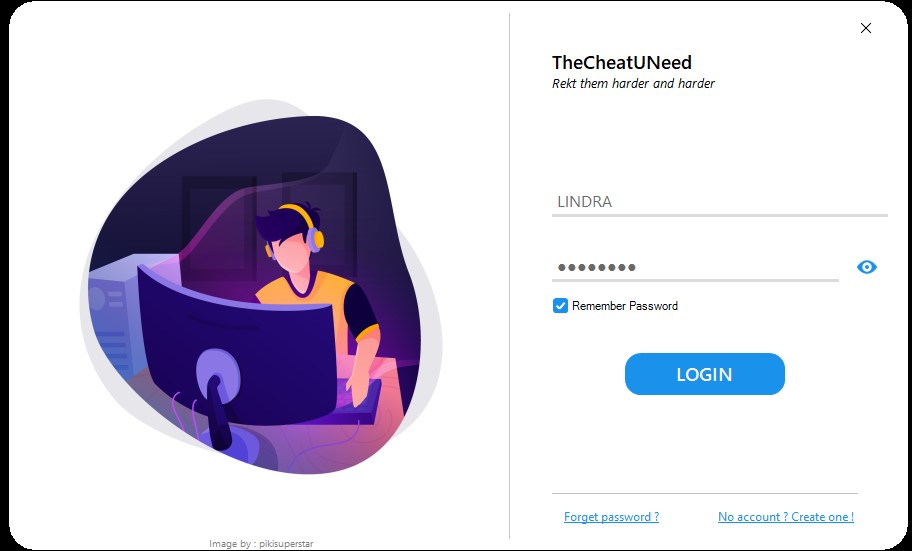 TheCheatUNeed
Rekt them harder and harder
LINDRA
●●●●●●●●
Remember Password
LOGIN
Forget password ?
No account ? Create one !
Image by : pikisuperstar